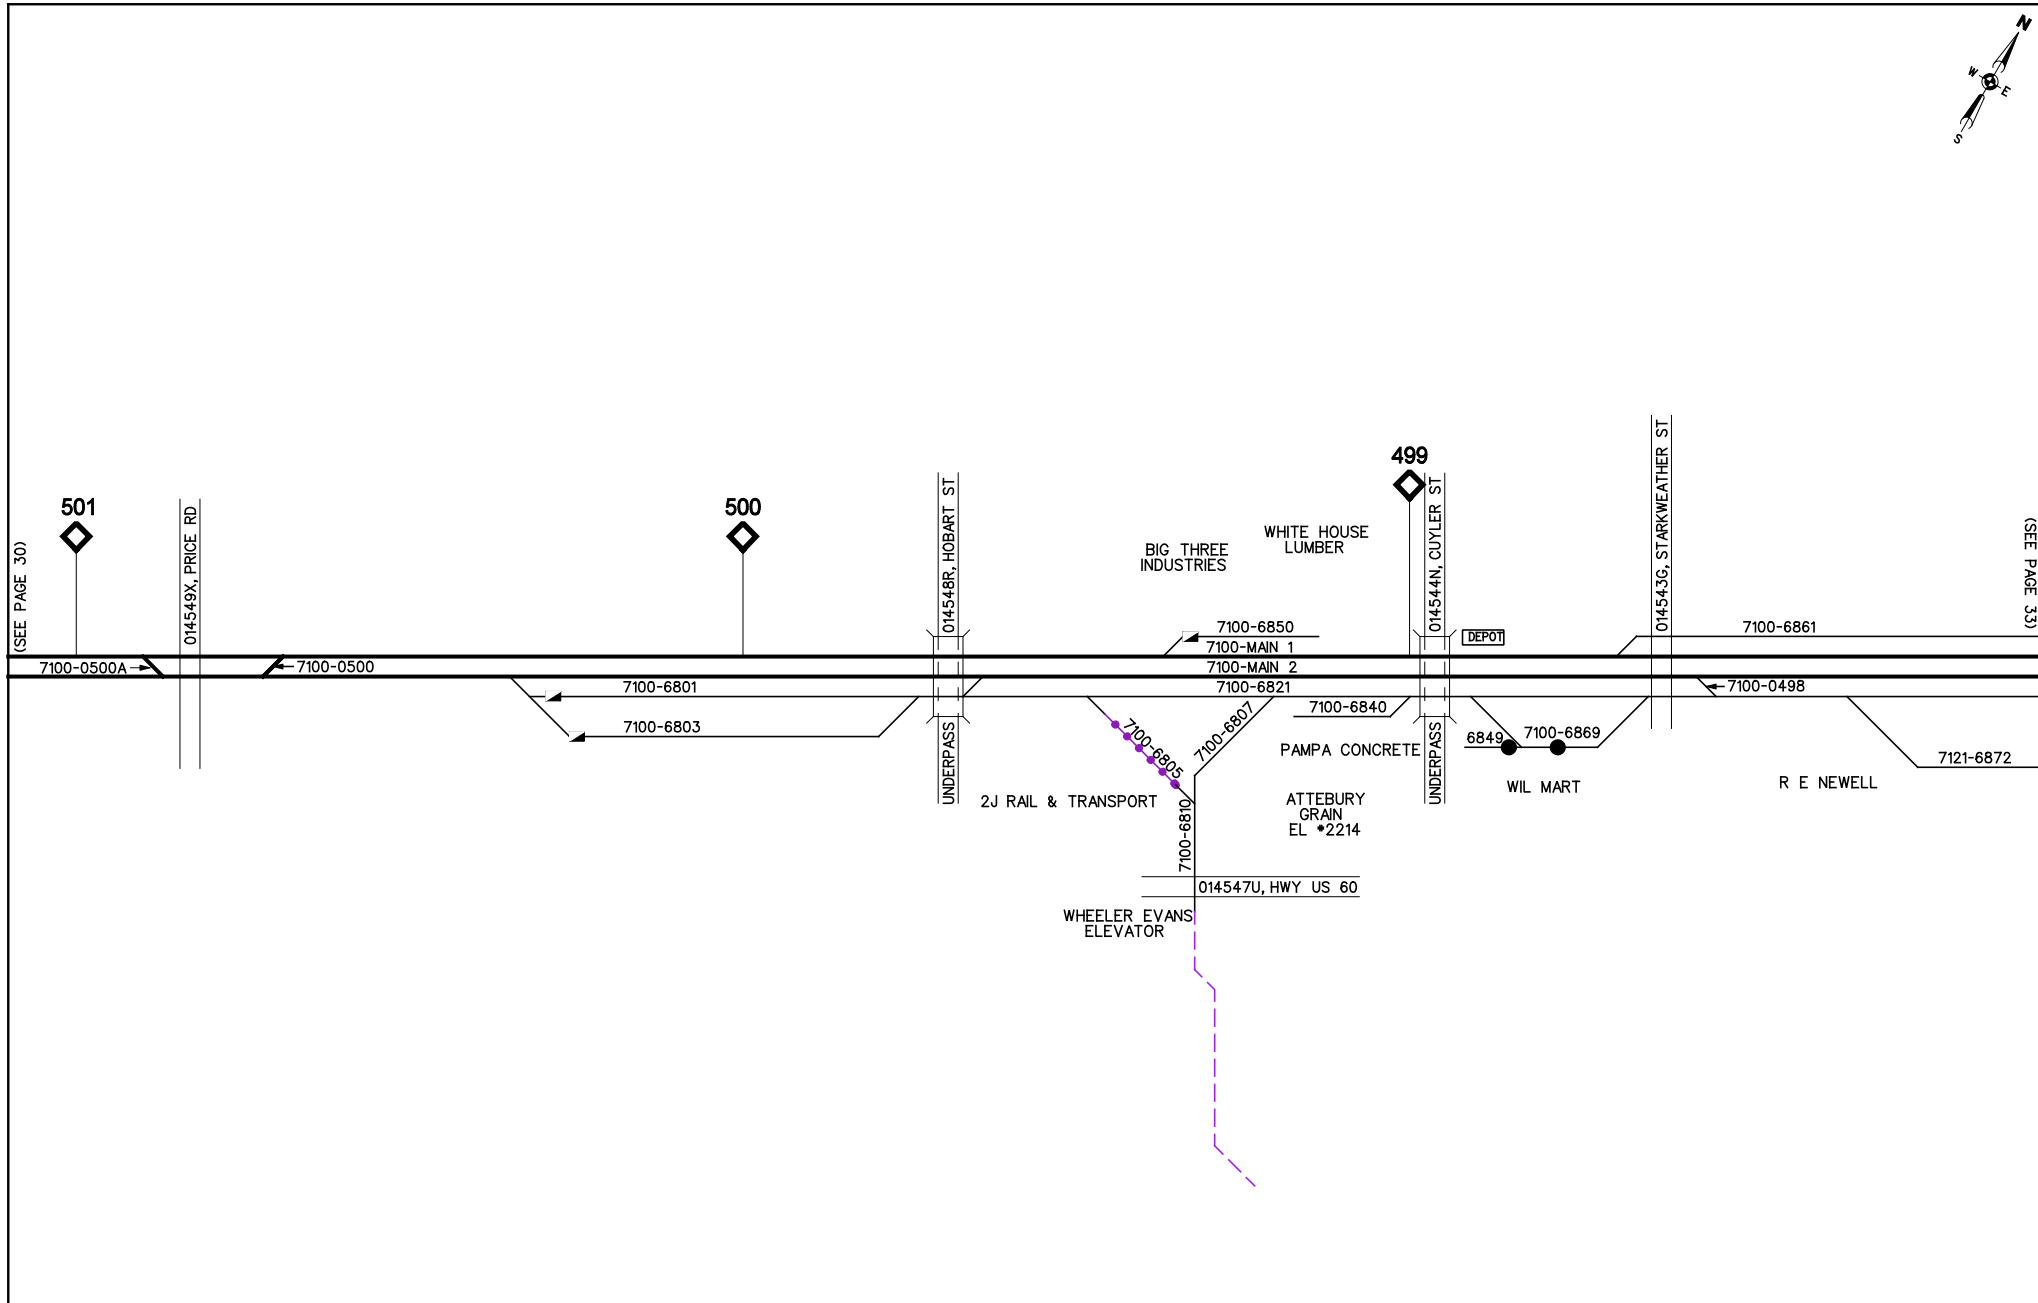 N
W
E
S
499
501
500
(SEE PAGE 30)
014549X, PRICE RD
014548R, HOBART ST
BIG THREE
INDUSTRIES
WHITE HOUSE
LUMBER
014544N, CUYLER ST
014543G, STARKWEATHER ST
(SEE PAGE 33)
7100-6850
DEPOT
7100-6861
7100-MAIN 1
7100-0500A
7100-0500
7100-MAIN 2
7100-6801
7100-6821
7100-0498
7100-6803
7100-6840
UNDERPASS
7100-6805
7100-6807
PAMPA CONCRETE
UNDERPASS
6849
7100-6869
7121-6872
2J RAIL & TRANSPORT
7100-6810
ATTEBURY
GRAIN
EL #2214
WIL MART
R E NEWELL
014547U, HWY US 60
WHEELER EVANS
ELEVATOR